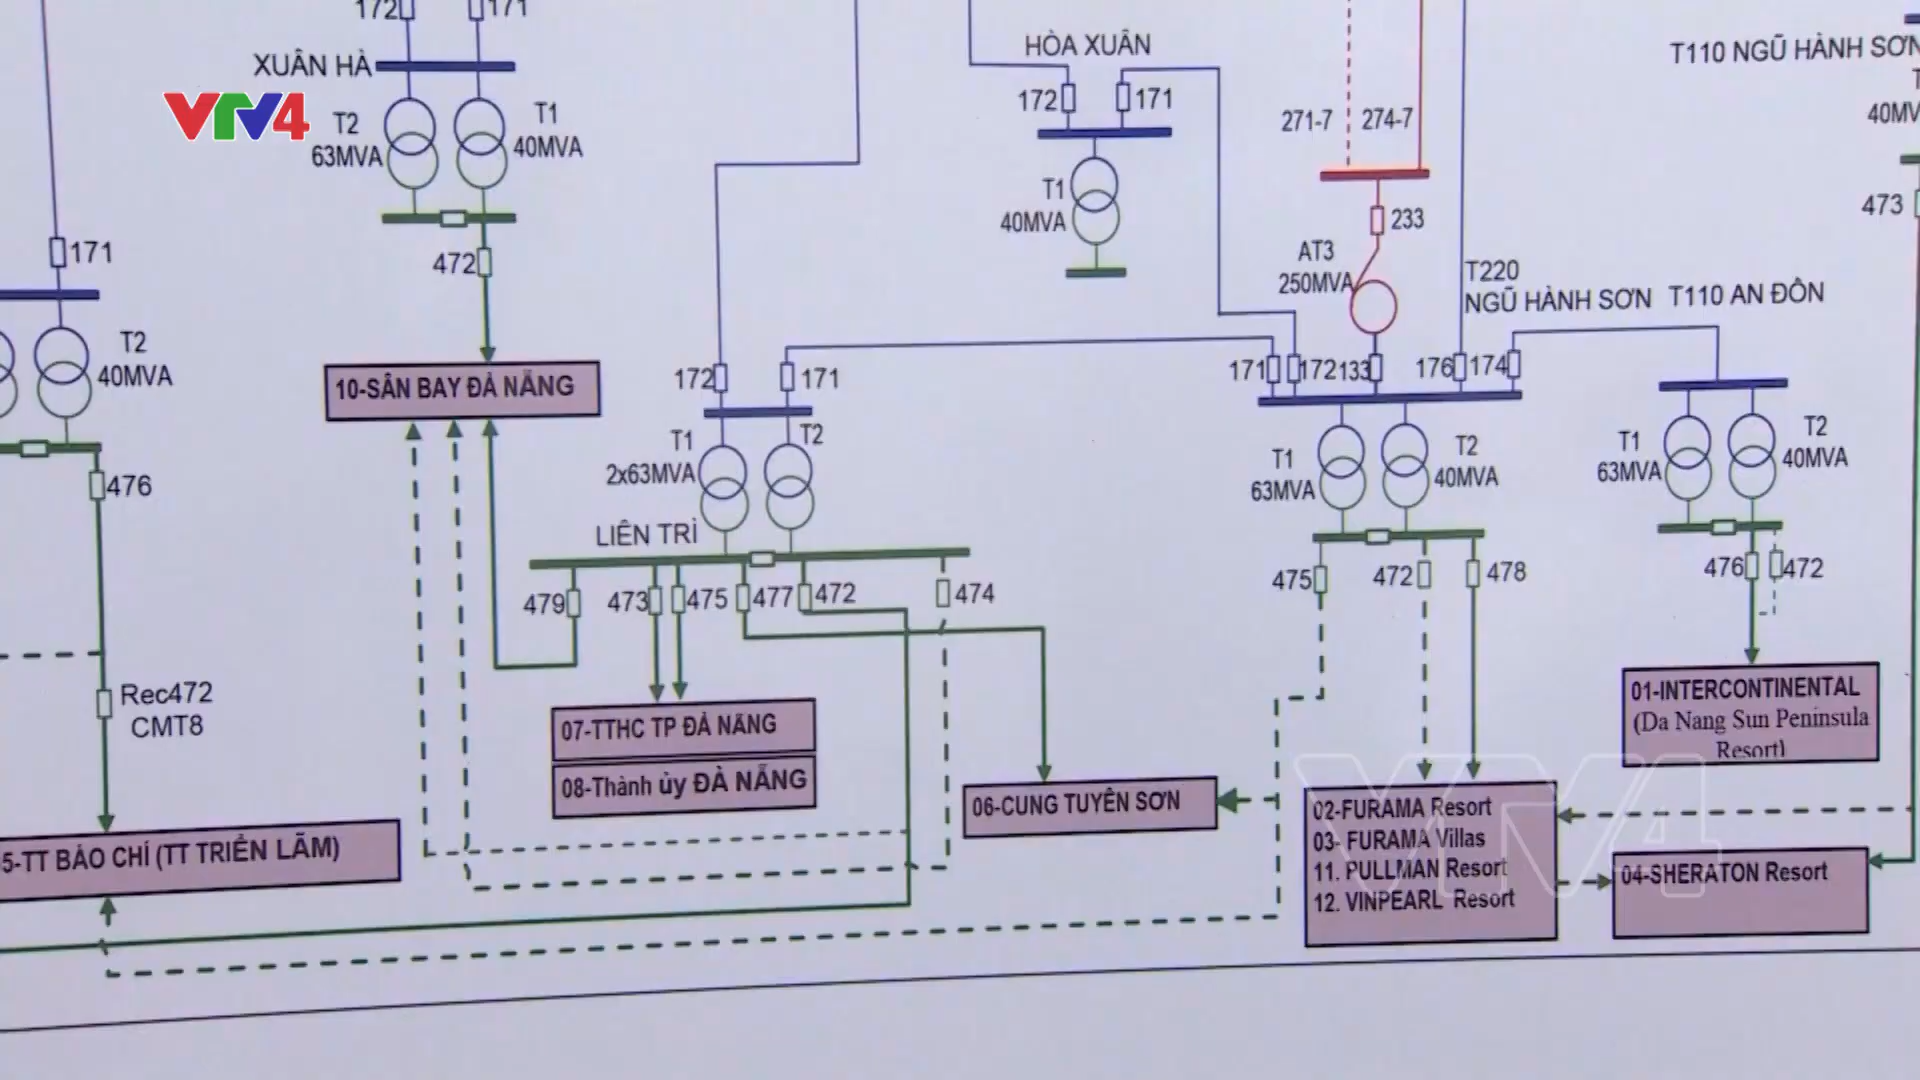 172
171
XUÂN HÀ
VTV4
T2
63MVA
T1
40MVA
472
171
T2
40MVA
476
Rec472
CMT8
10-SÂN BAY ĐÀ NẴNG
HÒA XUÂN
172
171
T1
40MVA
271-7
274-7
233
AT3
250MVA
T220
NGŨ HÀNH SƠN
T110 AN ĐÔN
T110 NGŨ HÀNH SƠN
40MV
473
172
171
T1
2x63MVA
T2
LIÊN TRÌ
479
473
475
477
472
474
171
172
133
176
174
T1
63MVA
T2
40MVA
475
472
478
T1
63MVA
T2
40MVA
476
472
07-TTHC TP ĐÀ NĂNG
08-Thành ủy ĐÀ NẴNG
06-CUNG TUYÊN SƠN
01-INTERCONTINENTAL
(Da Nang Sun Peninsula
Resort)
02-FURAMA Resort
03- FURAMA Villas
11. PULLMAN Resort
12. VINPEARL Resort
04-SHERATON Resort
5-TT BÁO CHÍ (TT TRIỂN LÃM)
VTV4